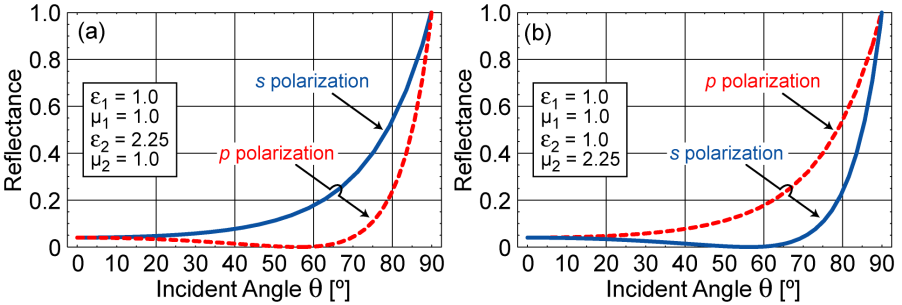 (a)
1.0
0.8
0.6
0.4
0.2
0
Reflectance
s polarization
p polarization
ε1 = 1.0
μ1 = 1.0
ε2 = 2.25
μ2 = 1.0
0 10 20 30 40 50 60 70 80 90
Incident Angle θ [º]
(b)
1.0
0.8
0.6
0.4
0.2
0
Reflectance
p polarization
s polarization
ε1 = 1.0
μ1 = 1.0
ε2 = 1.0
μ2 = 2.25
0 10 20 30 40 50 60 70 80 90
Incident Angle θ [º]